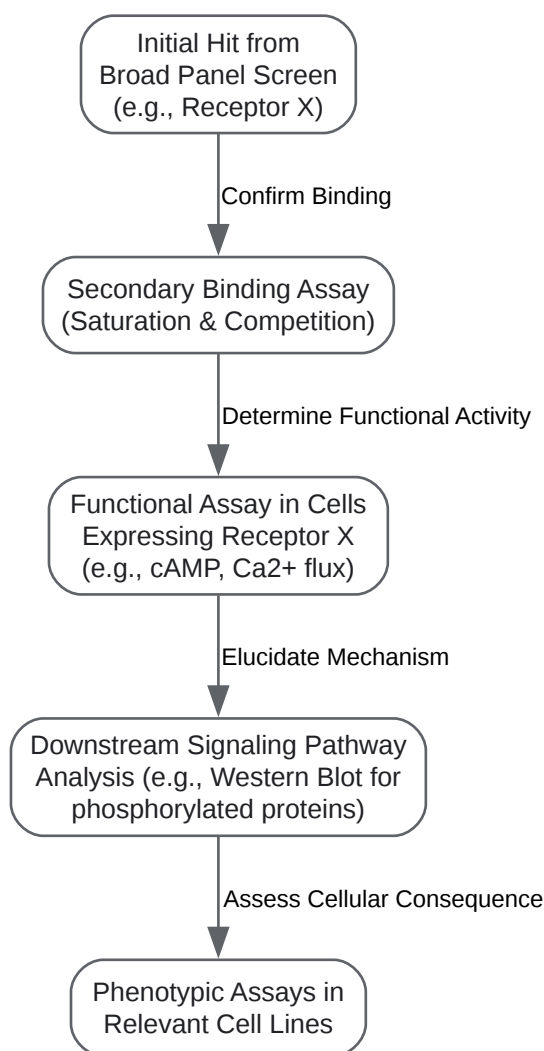 Initial Hit from
Broad Panel Screen
(e.g., Receptor X)
Confirm Binding
Secondary Binding Assay
(Saturation & Competition)
Determine Functional Activity
Functional Assay in Cells
Expressing Receptor X
(e.g., cAMP, Ca2+ flux)
Elucidate Mechanism
Downstream Signaling Pathway
Analysis (e.g., Western Blot for
phosphorylated proteins)
Assess Cellular Consequence
Phenotypic Assays in
Relevant Cell Lines